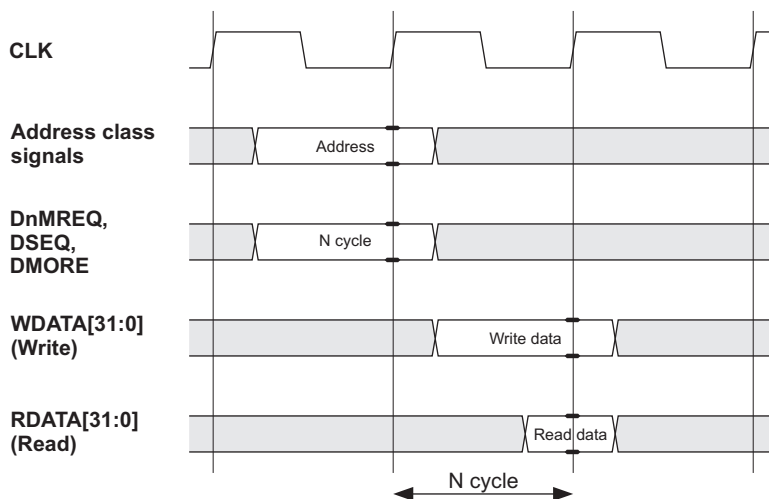 CLK
Address class
signals
Address
DnMREQ,
DSEQ,
DMORE
N cycle
WDATA[31:0]
(Write)
Write data
RDATA[31:0]
(Read)
Read data
N cycle